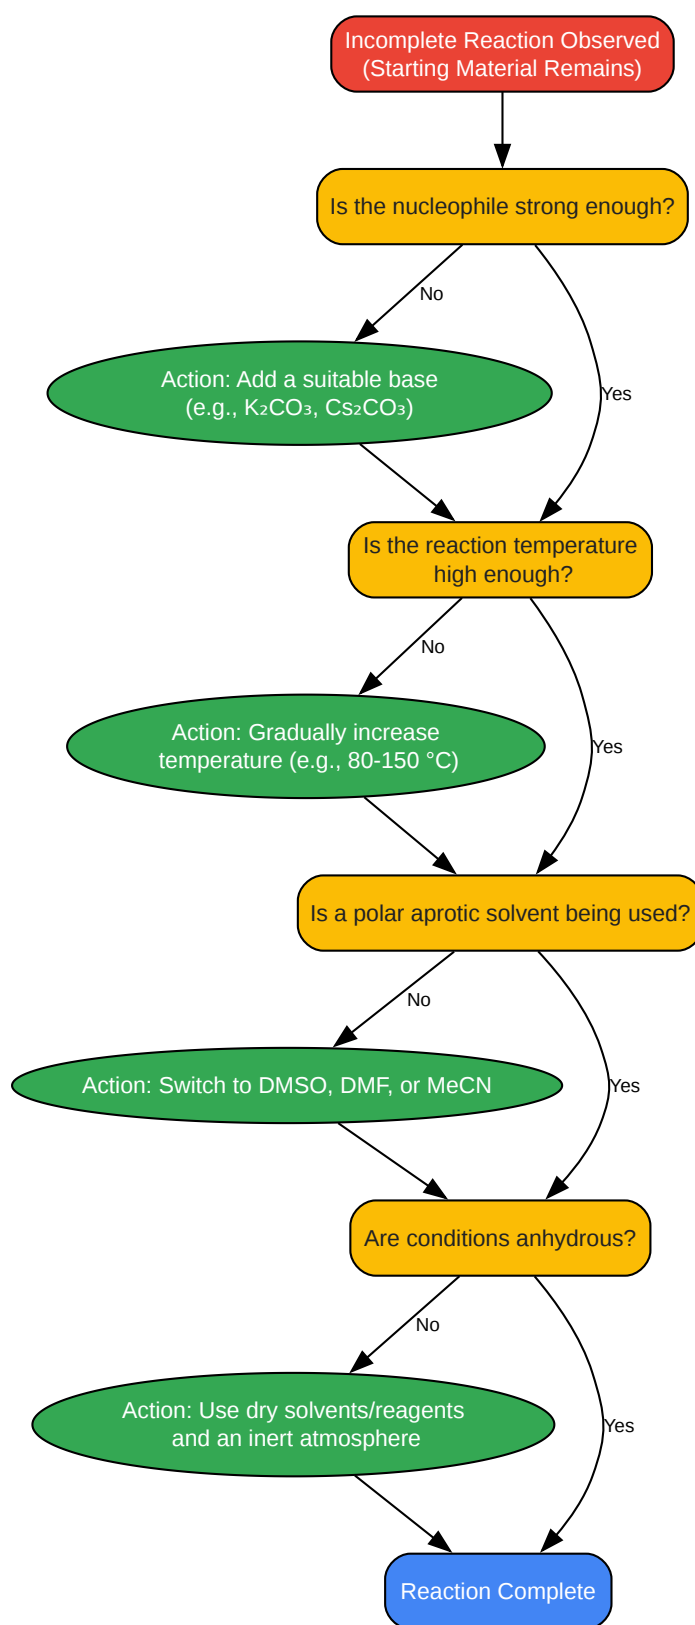 Incomplete Reaction Observed
(Starting Material Remains)
Is the nucleophile strong enough?
No
Action: Add a suitable base
(e.g., K₂CO₃, Cs₂CO₃)
Yes
Is the reaction temperature
high enough?
No
Action: Gradually increase
temperature (e.g., 80-150 °C)
Yes
Is a polar aprotic solvent being used?
No
Action: Switch to DMSO, DMF, or MeCN
Yes
Are conditions anhydrous?
No
Action: Use dry solvents/reagents
and an inert atmosphere
Yes
Reaction Complete